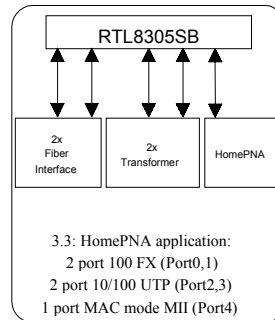 RTL8305SB
2x
Fiber
Interface
2x
Transformer
HomePNA
3.3: HomePNA application:
2 port 100 FX (Port0,1)
2 port 10/100 UTP (Port2,3)
1 port MAC mode MII (Port4)